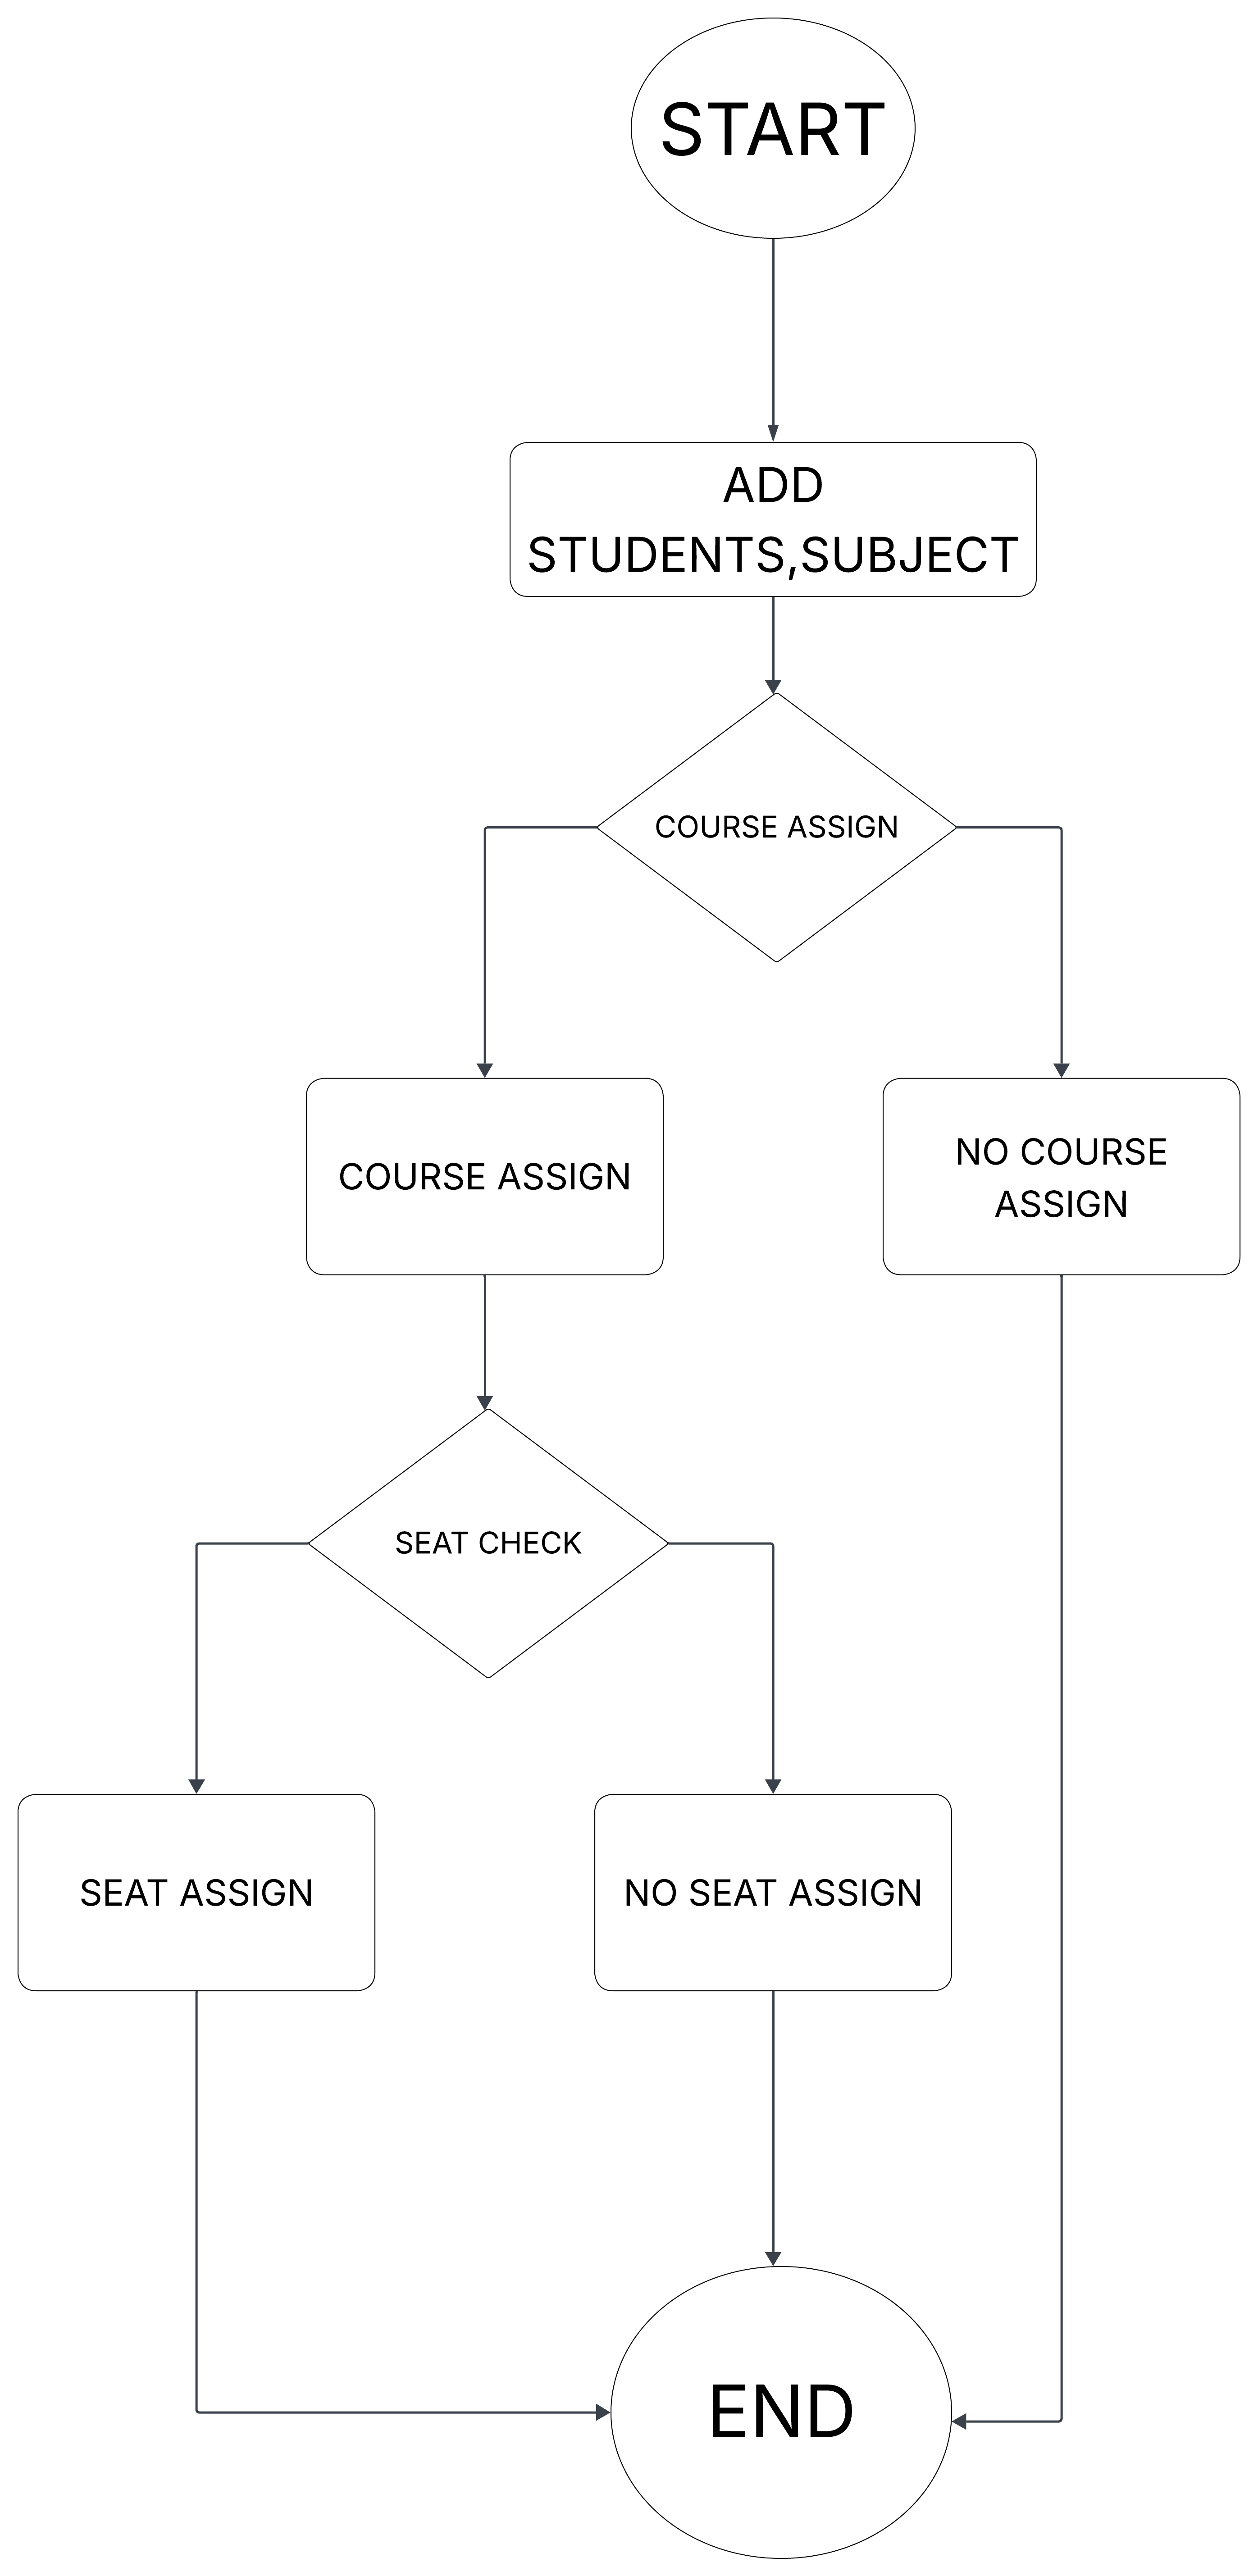 START
ADD
STUDENTS,SUBJECT
COURSE ASSIGN
COURSE ASSIGN
NO COURSE
ASSIGN
SEAT CHECK
SEAT ASSIGN
NO SEAT ASSIGN
END